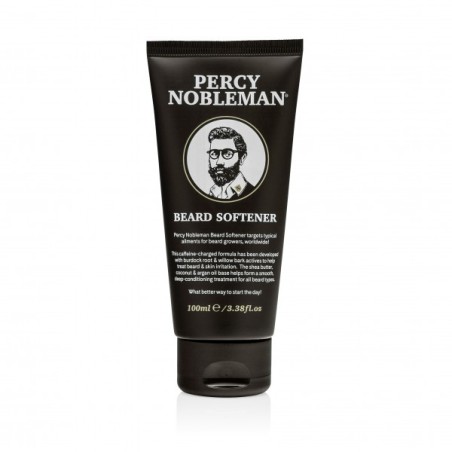 PERCY
NOBLEMAN®
BEARD SOFTENER
Percy Nobleman Beard Softener targets typical
ailments for beard growers, worldwide!
This caffeine-charged formula has been developed
with burdock root & willow bark actives to help
treat beard & skin irritation. The shea butter,
coconut & argan oil base helps form a smooth,
deep-conditioning treatment for all beard types.
What better way to start the day!
100ml ℮ / 3.38fl.oz